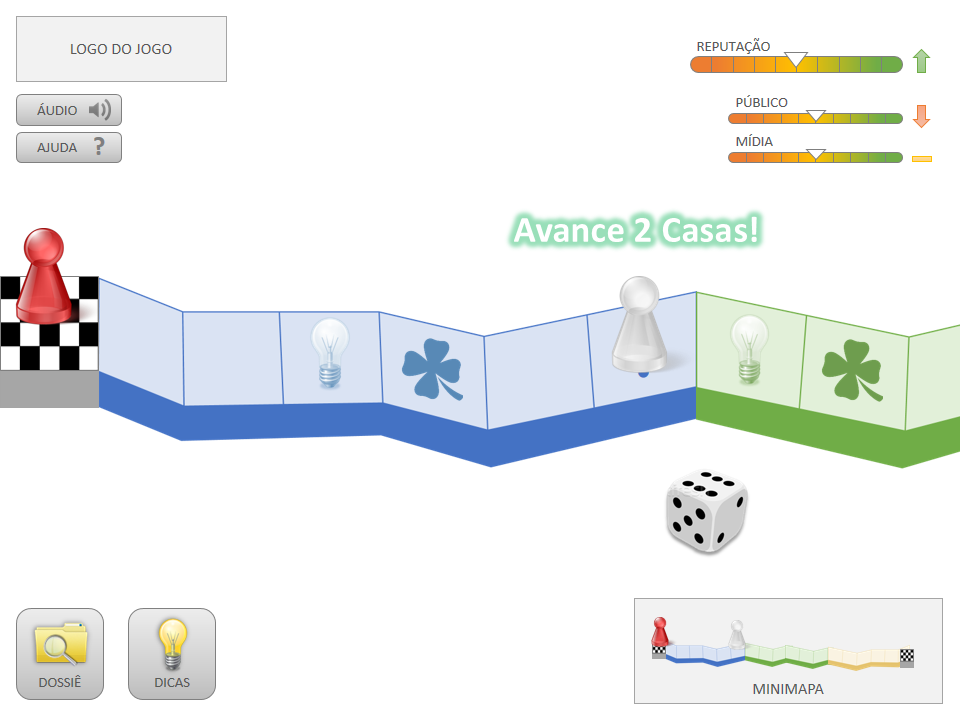 LOGO DO JOGO
REPUTAÇÃO
ÁUDIO
PÚBLICO
AJUDA ?
MÍDIA
Avance 2 Casas!
DOSSIÊ
DICAS
MINIMAPA